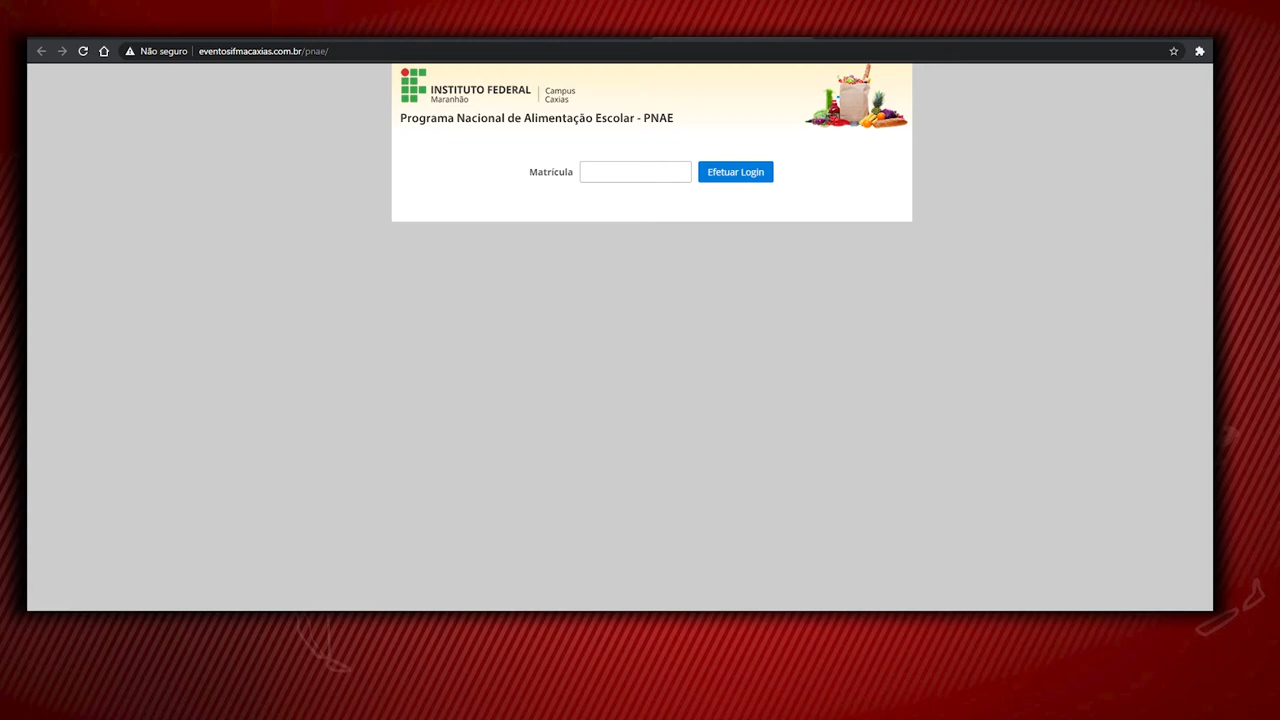 Não seguro eventosifmacaxias.com.br/pnae/
INSTITUTO FEDERAL
Maranhão
Campus
Caxias
Programa Nacional de Alimentação Escolar - PNAE
Matrícula
Efetuar Login